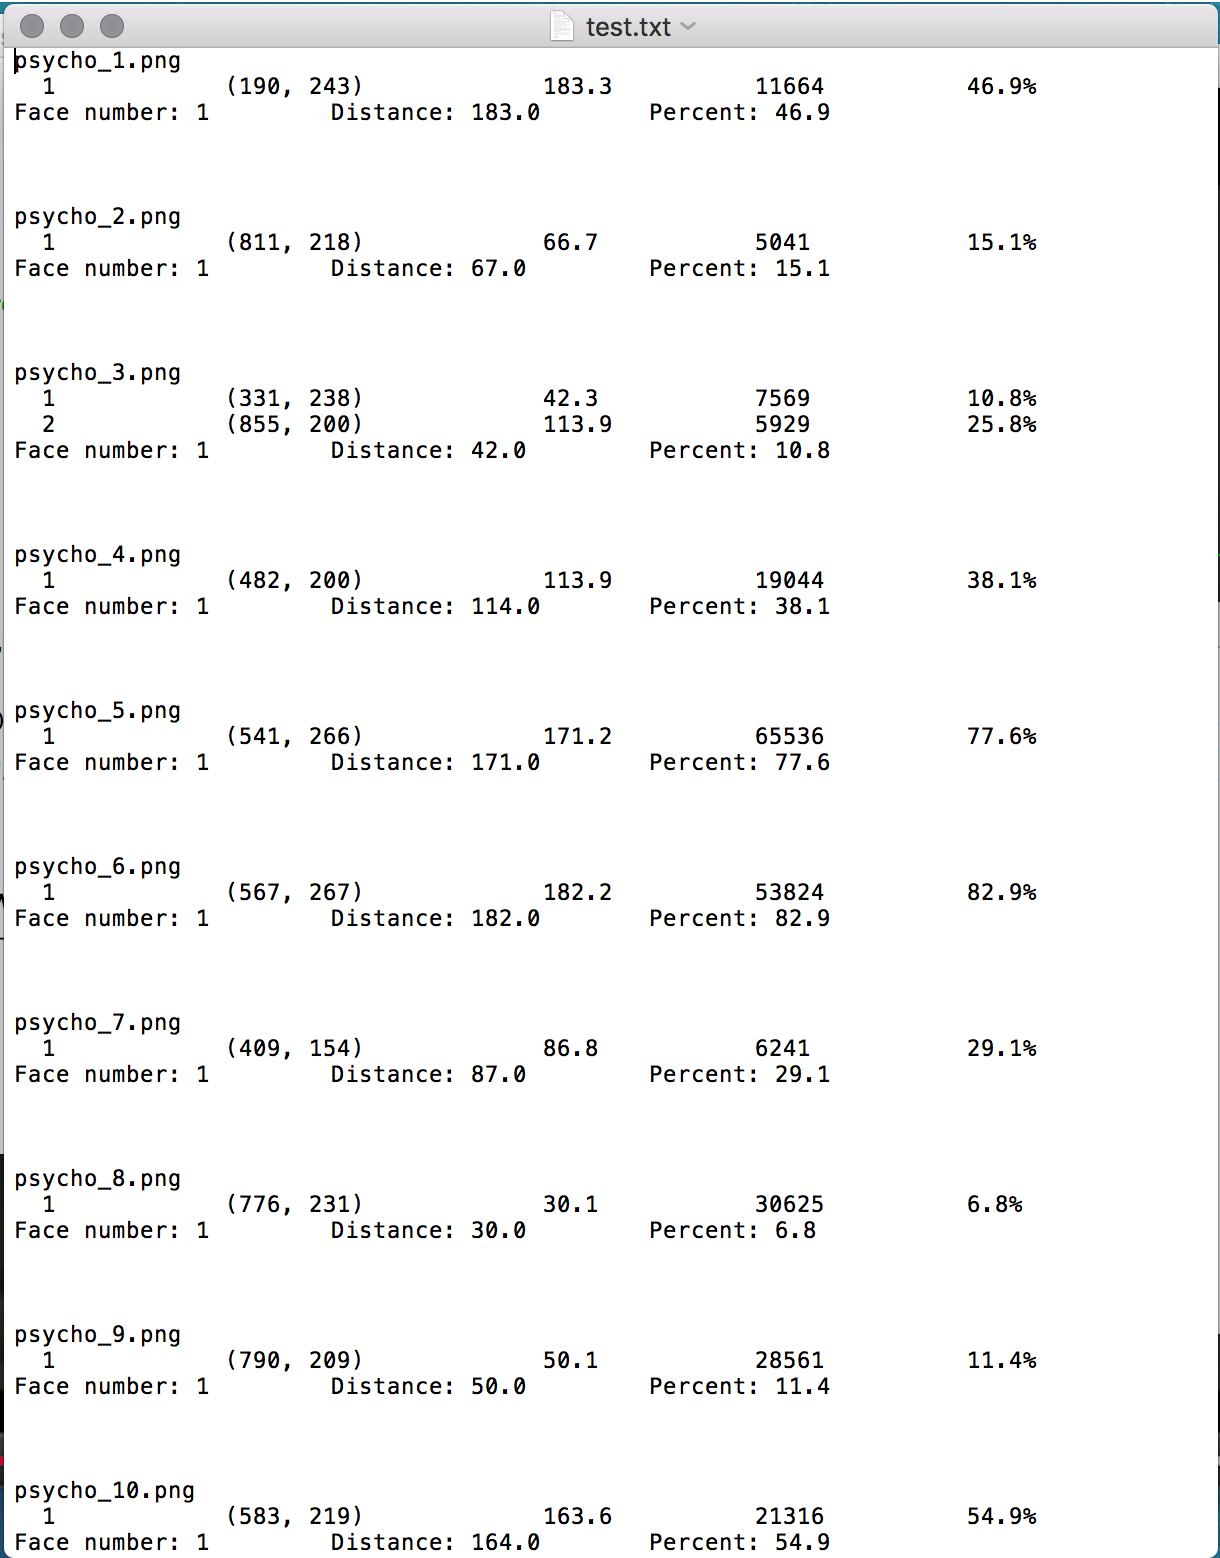 test.txt
psycho_1.png
1 (190, 243) 183.3 11664 46.9%
Face number: 1 Distance: 183.0 Percent: 46.9
psycho_2.png
1 (811, 218) 66.7 5041 15.1%
Face number: 1 Distance: 67.0 Percent: 15.1
psycho_3.png
1 (331, 238) 42.3 7569 10.8%
2 (855, 200) 113.9 5929 25.8%
Face number: 1 Distance: 42.0 Percent: 10.8
psycho_4.png
1 (482, 200) 113.9 19044 38.1%
Face number: 1 Distance: 114.0 Percent: 38.1
psycho_5.png
1 (541, 266) 171.2 65536 77.6%
Face number: 1 Distance: 171.0 Percent: 77.6
psycho_6.png
1 (567, 267) 182.2 53824 82.9%
Face number: 1 Distance: 182.0 Percent: 82.9
psycho_7.png
1 (409, 154) 86.8 6241 29.1%
Face number: 1 Distance: 87.0 Percent: 29.1
psycho_8.png
1 (776, 231) 30.1 30625 6.8%
Face number: 1 Distance: 30.0 Percent: 6.8
psycho_9.png
1 (790, 209) 50.1 28561 11.4%
Face number: 1 Distance: 50.0 Percent: 11.4
psycho_10.png
1 (583, 219) 163.6 21316 54.9%
Face number: 1 Distance: 164.0 Percent: 54.9